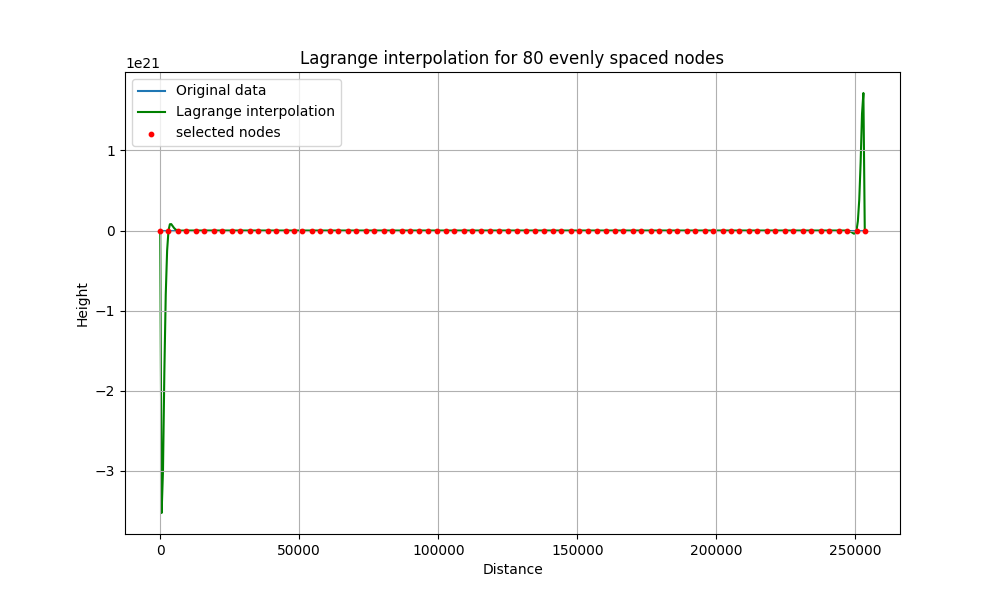 Lagrange interpolation for 80 evenly spaced nodes
1e21
Original data
Lagrange interpolation
selected nodes
1
0
−1
−2
−3
Height
0
50000
100000
150000
200000
250000
Distance